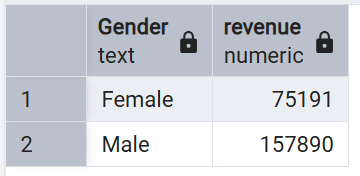 Gender revenue
text numeric
1 Female 75191
2 Male 157890